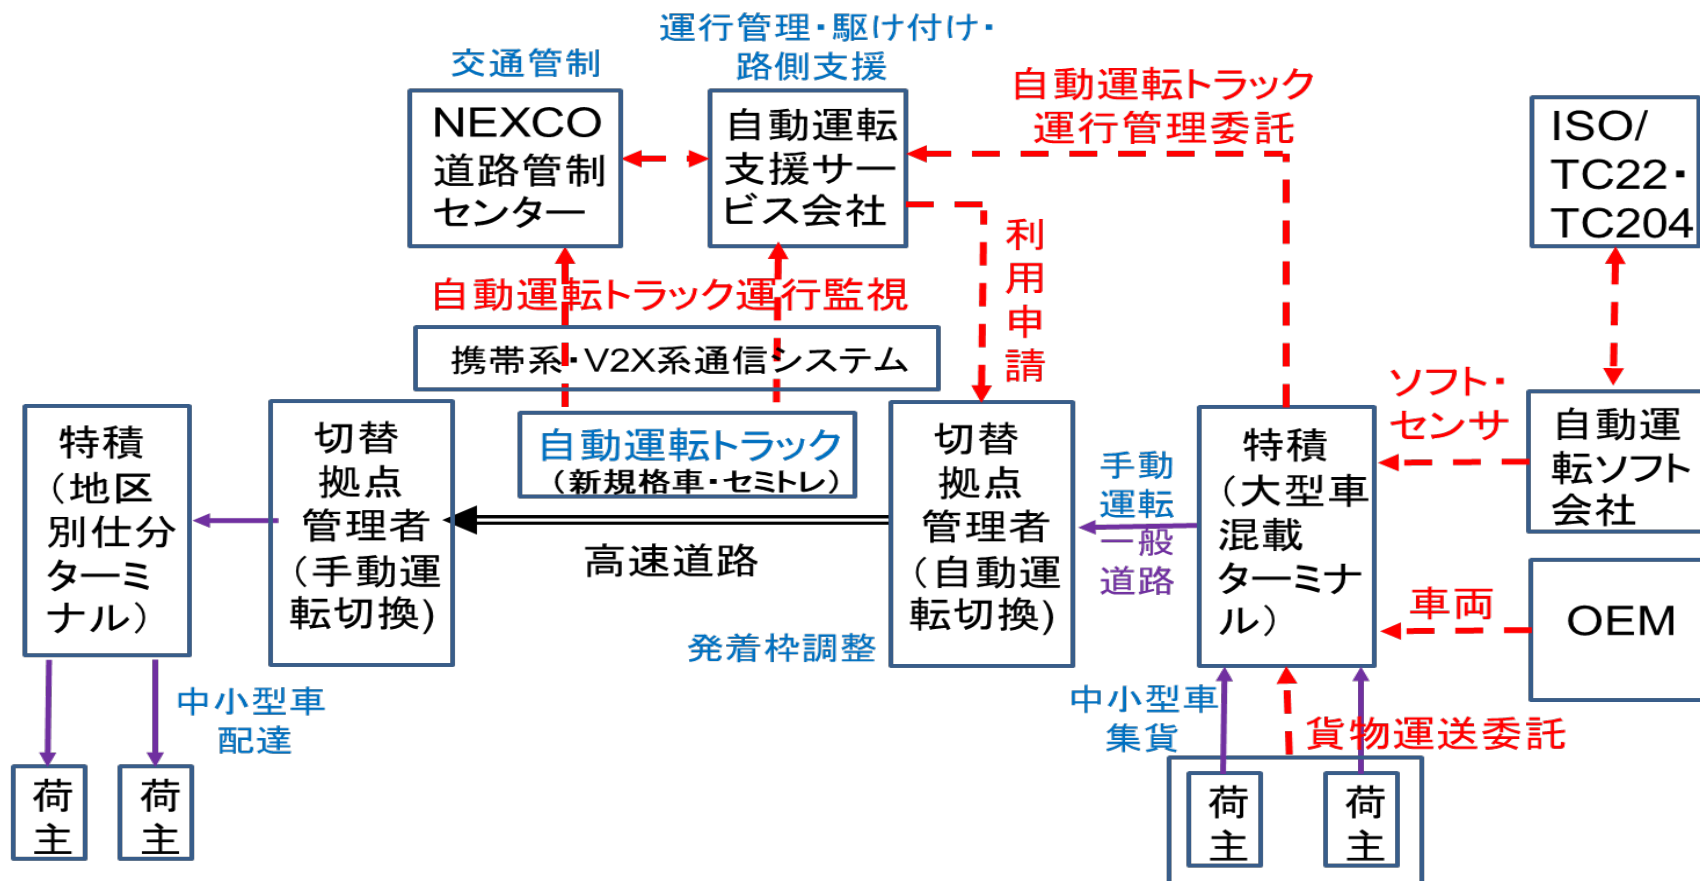 運行管理・駆け付け・
路側支援
交通管制
NEXCO
道路管制
センター
自動運転
支援サー
ビス会社
自動運転トラック
運行管理委託
ISO/
TC22・
TC204
利
用
申
請
自動運転トラック運行監視
携帯系・V2X系通信システム
自動運転トラック
（新規格車・セミトレ）
特積
（地区
別仕分
ターミ
ナル）
切替
拠点
管理者
（手動運
転切換)
高速道路
発着枠調整
切替
拠点
管理者
（自動運
転切換)
手動
運転
一般
道路
特積
（大型車
混載
ターミナ
ル）
ソフト・
センサ
自動運
転ソフト
会社
車両
OEM
中小型車
配達
中小型車
集貨
貨物運送委託
荷
主
荷
主
荷
主
荷
主